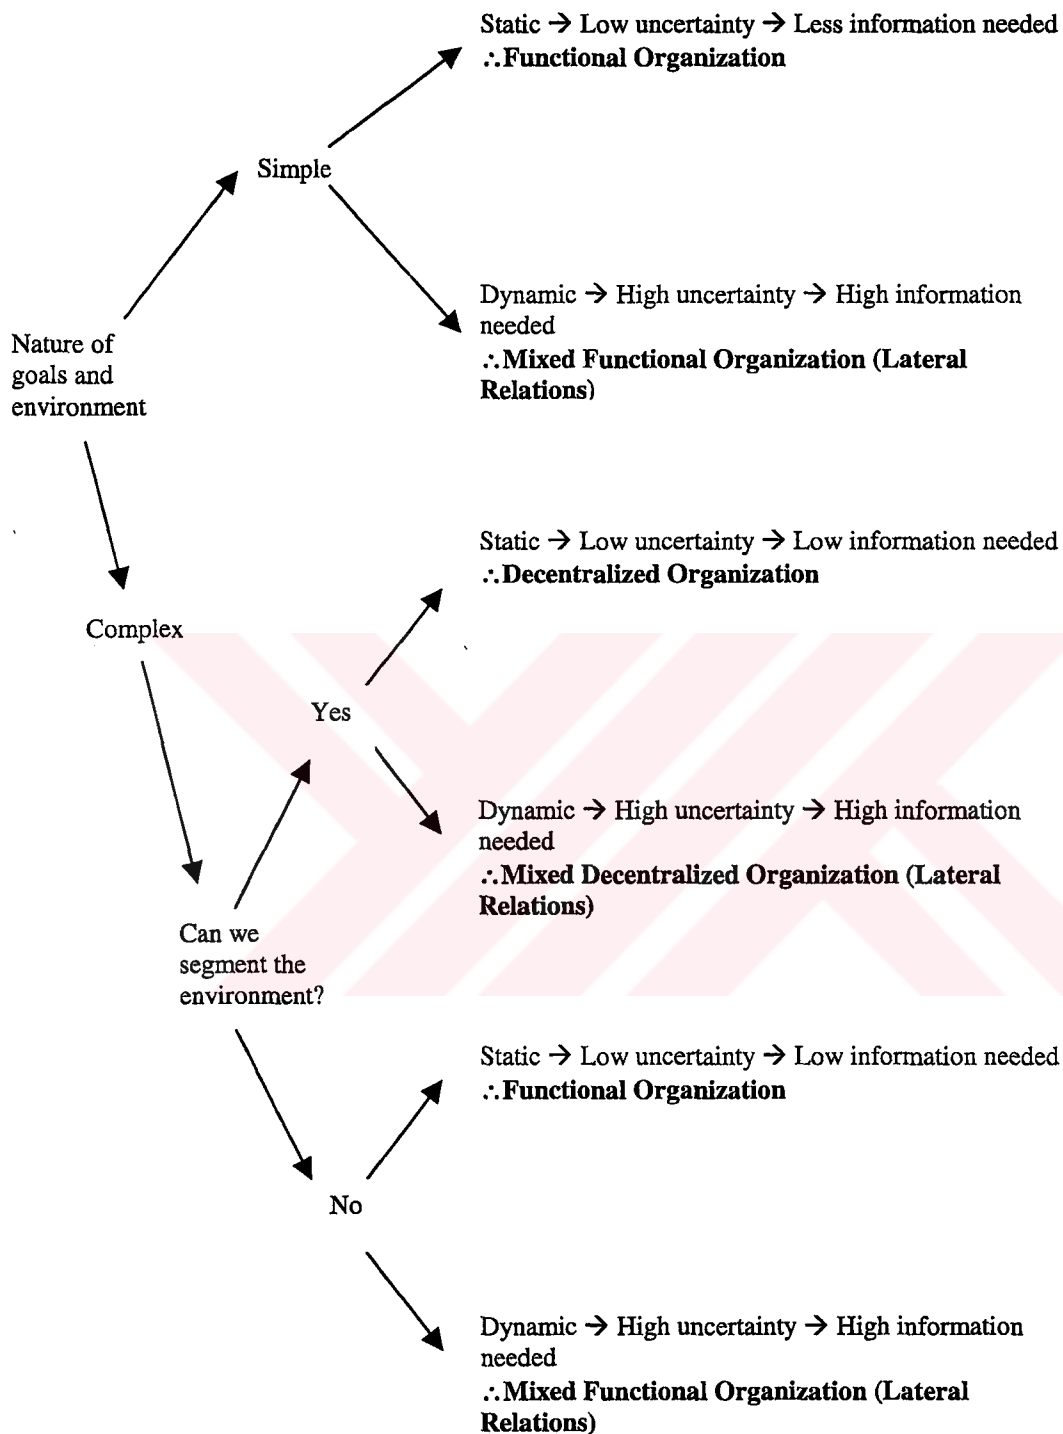 Static → Low uncertainty → Less information needed
∴Functional Organization
Simple
Dynamic → High uncertainty → High information
needed
∴Mixed Functional Organization (Lateral
Relations)
Nature of
goals and
environment
Static → Low uncertainty → Low information needed
∴Decentralized Organization
Complex
Yes
Dynamic → High uncertainty → High information
needed
∴Mixed Decentralized Organization (Lateral
Relations)
Can we
segment the
environment?
Static → Low uncertainty → Low information needed
∴Functional Organization
No
Dynamic → High uncertainty → High information
needed
∴Mixed Functional Organization (Lateral
Relations)